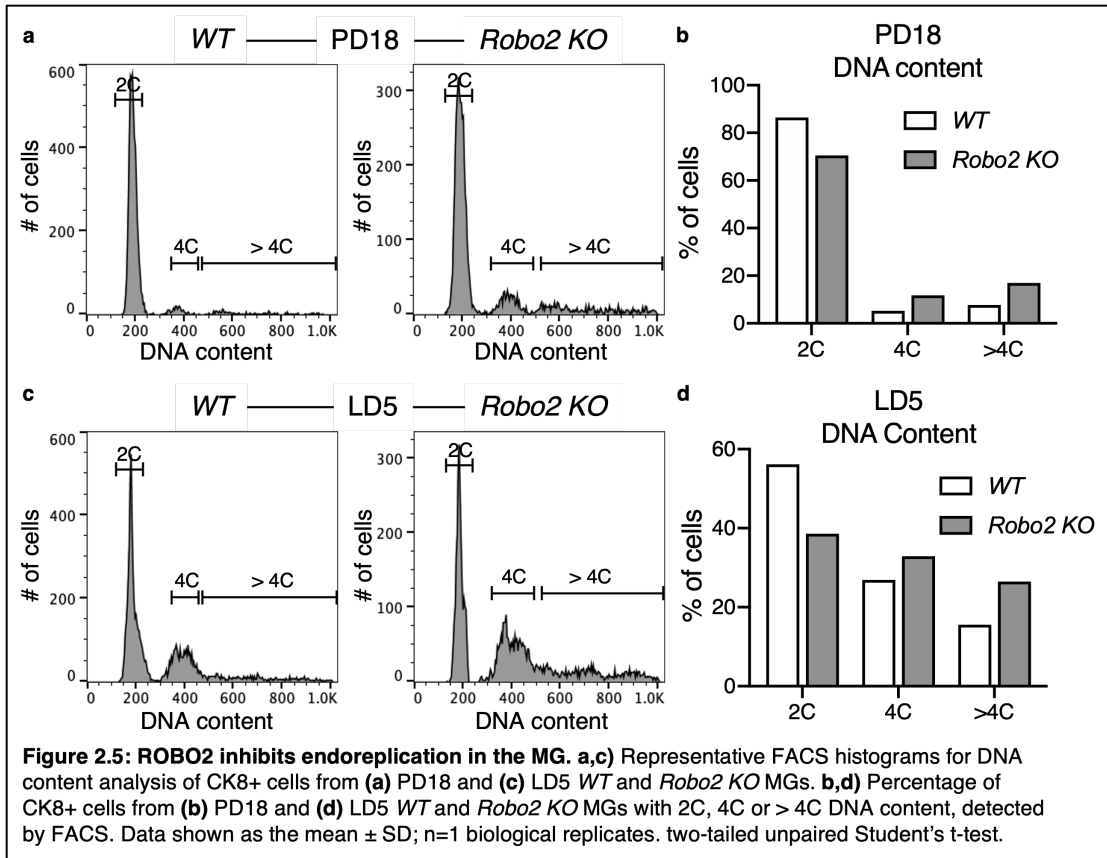 a
WT PD18 Robo2 KO
600
400
200
0
# of cells
2C
4C
> 4C
0 200 400 600 800 1.0K
DNA content
300
200
100
0
# of cells
2C
4C
> 4C
0 200 400 600 800 1.0K
DNA content
b
PD18
DNA content
100
80
60
40
20
0
% of cells
WT
Robo2 KO
2C 4C >4C
c
WT LD5 Robo2 KO
600
400
200
0
# of cells
2C
4C
> 4C
0 200 400 600 800 1.0K
DNA content
300
200
100
0
# of cells
2C
4C
> 4C
0 200 400 600 800 1.0K
DNA content
d
LD5
DNA Content
60
40
20
0
% of cells
WT
Robo2 KO
2C 4C >4C
Figure 2.5: ROBO2 inhibits endoreplication in the MG. a,c) Representative FACS histograms for DNA
content analysis of CK8+ cells from (a) PD18 and (c) LD5 WT and Robo2 KO MGs. b,d) Percentage of
CK8+ cells from (b) PD18 and (d) LD5 WT and Robo2 KO MGs with 2C, 4C or > 4C DNA content, detected
by FACS. Data shown as the mean ± SD; n=1 biological replicates. two-tailed unpaired Student’s t-test.